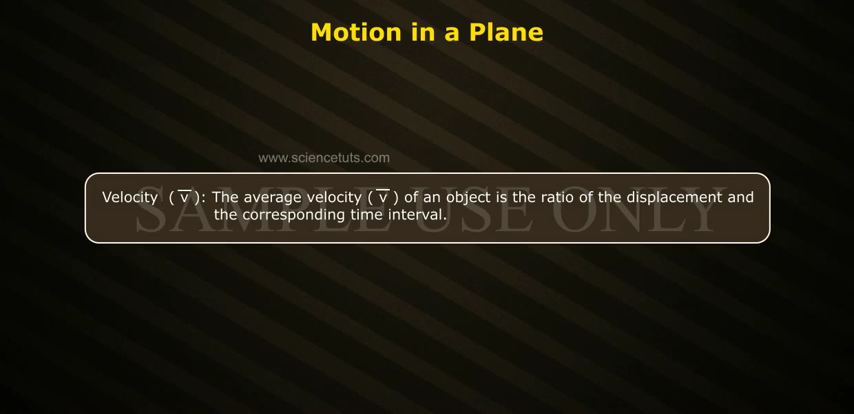 Motion in a Plane
www.sciencetuts.com
SAMPLE USE ONLY
Velocity ( v̅ ): The average velocity ( v̅ ) of an object is the ratio of the displacement and
the corresponding time interval.